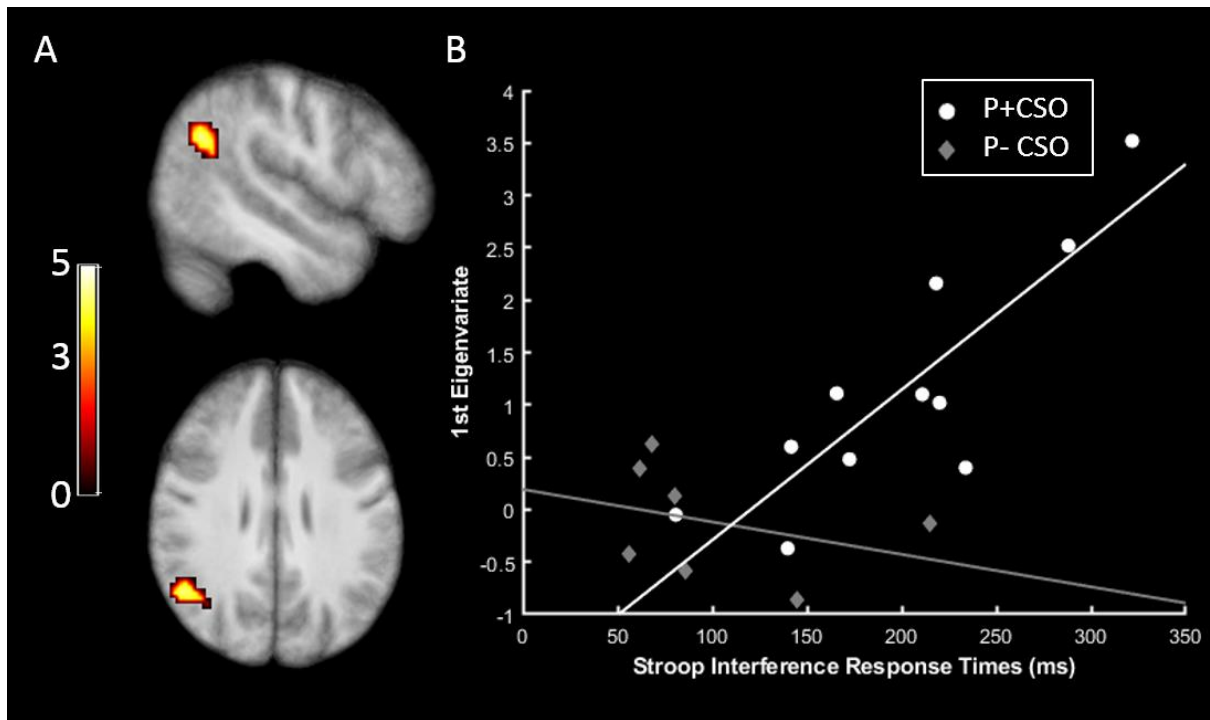 A
B
5
3
0
P+CSO
P- CSO
1st Eigenvariate
4
3.5
3
2.5
2
1.5
1
0.5
0
-0.5
-1
0 50 100 150 200 250 300 350
Stroop Interference Response Times (ms)